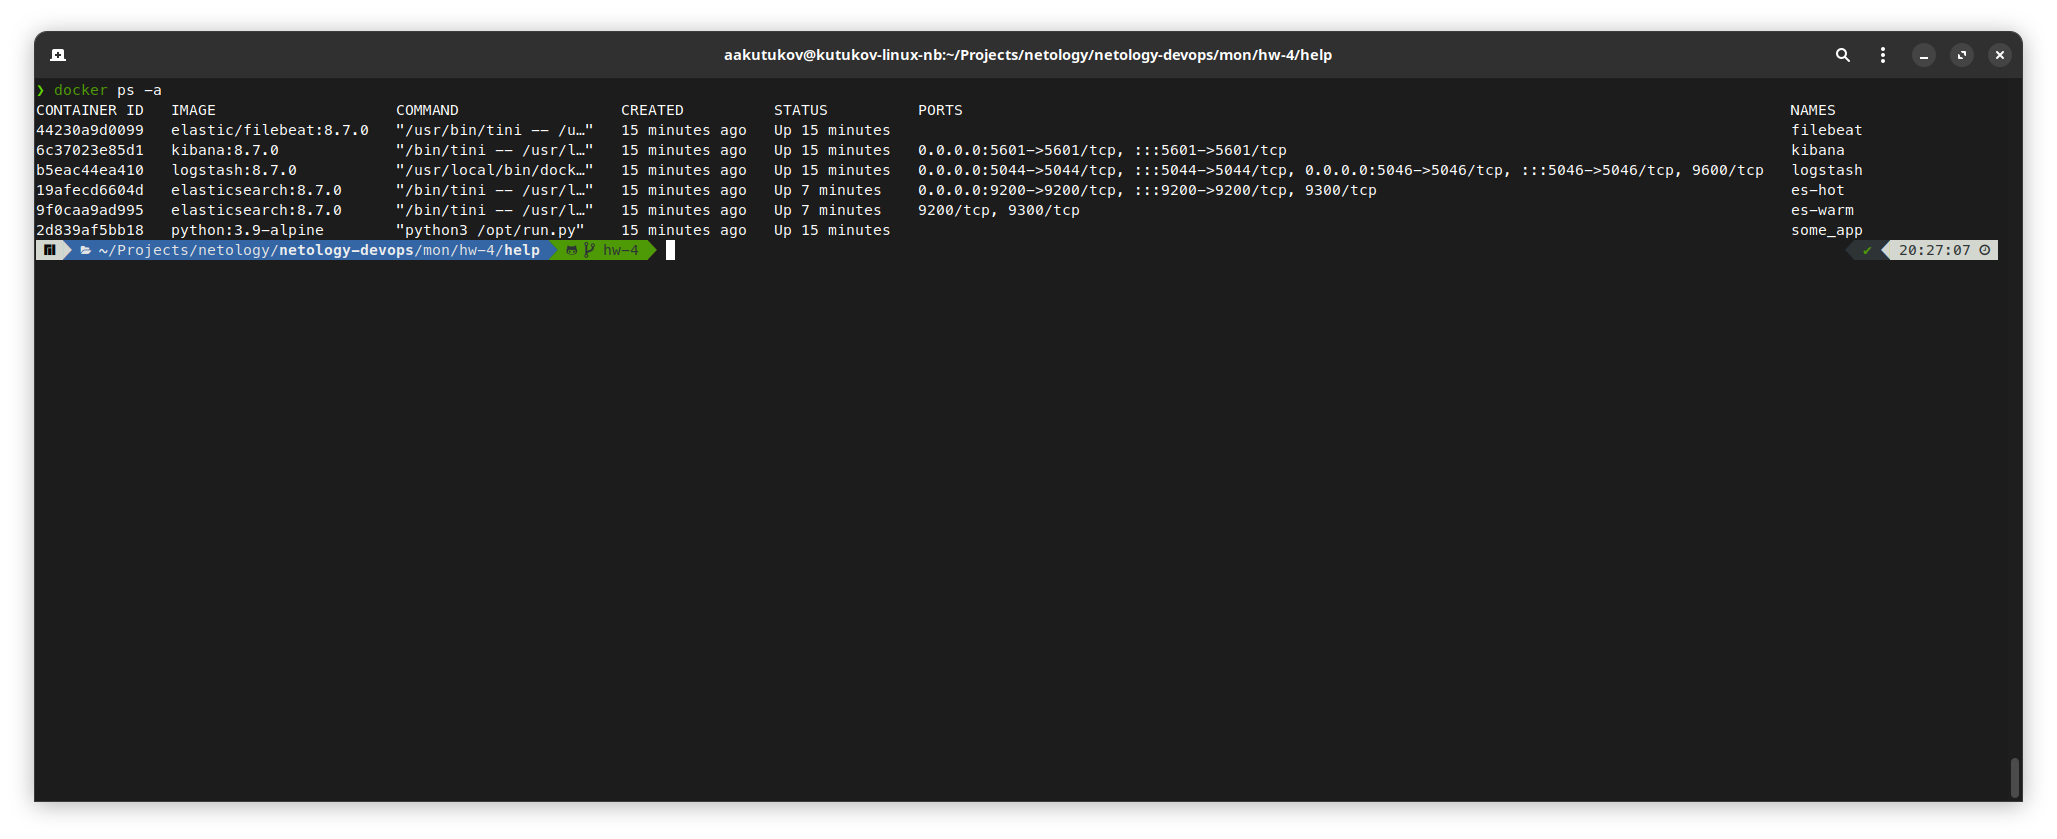 aakutukov@kutukov-linux-nb:~/Projects/netology/netology-devops/mon/hw-4/help
❯ docker ps -a
CONTAINER ID   IMAGE                    COMMAND                  CREATED          STATUS          PORTS                                                                                            NAMES
44230a9d0099   elastic/filebeat:8.7.0   "/usr/bin/tini -- /u…"   15 minutes ago   Up 15 minutes                                                                                                    filebeat
6c37023e85d1   kibana:8.7.0             "/bin/tini -- /usr/l…"   15 minutes ago   Up 15 minutes   0.0.0.0:5601->5601/tcp, :::5601->5601/tcp                                                        kibana
b5eac44ea410   logstash:8.7.0           "/usr/local/bin/dock…"   15 minutes ago   Up 15 minutes   0.0.0.0:5044->5044/tcp, :::5044->5044/tcp, 0.0.0.0:5046->5046/tcp, :::5046->5046/tcp, 9600/tcp   logstash
19afecd6604d   elasticsearch:8.7.0      "/bin/tini -- /usr/l…"   15 minutes ago   Up 7 minutes    0.0.0.0:9200->9200/tcp, :::9200->9200/tcp, 9300/tcp                                              es-hot
9f0caa9ad995   elasticsearch:8.7.0      "/bin/tini -- /usr/l…"   15 minutes ago   Up 7 minutes    9200/tcp, 9300/tcp                                                                               es-warm
2d839af5bb18   python:3.9-alpine        "python3 /opt/run.py"    15 minutes ago   Up 15 minutes                                                                                                    some_app
~/Projects/netology/netology-devops/mon/hw-4/help hw-4 ✔ 20:27:07